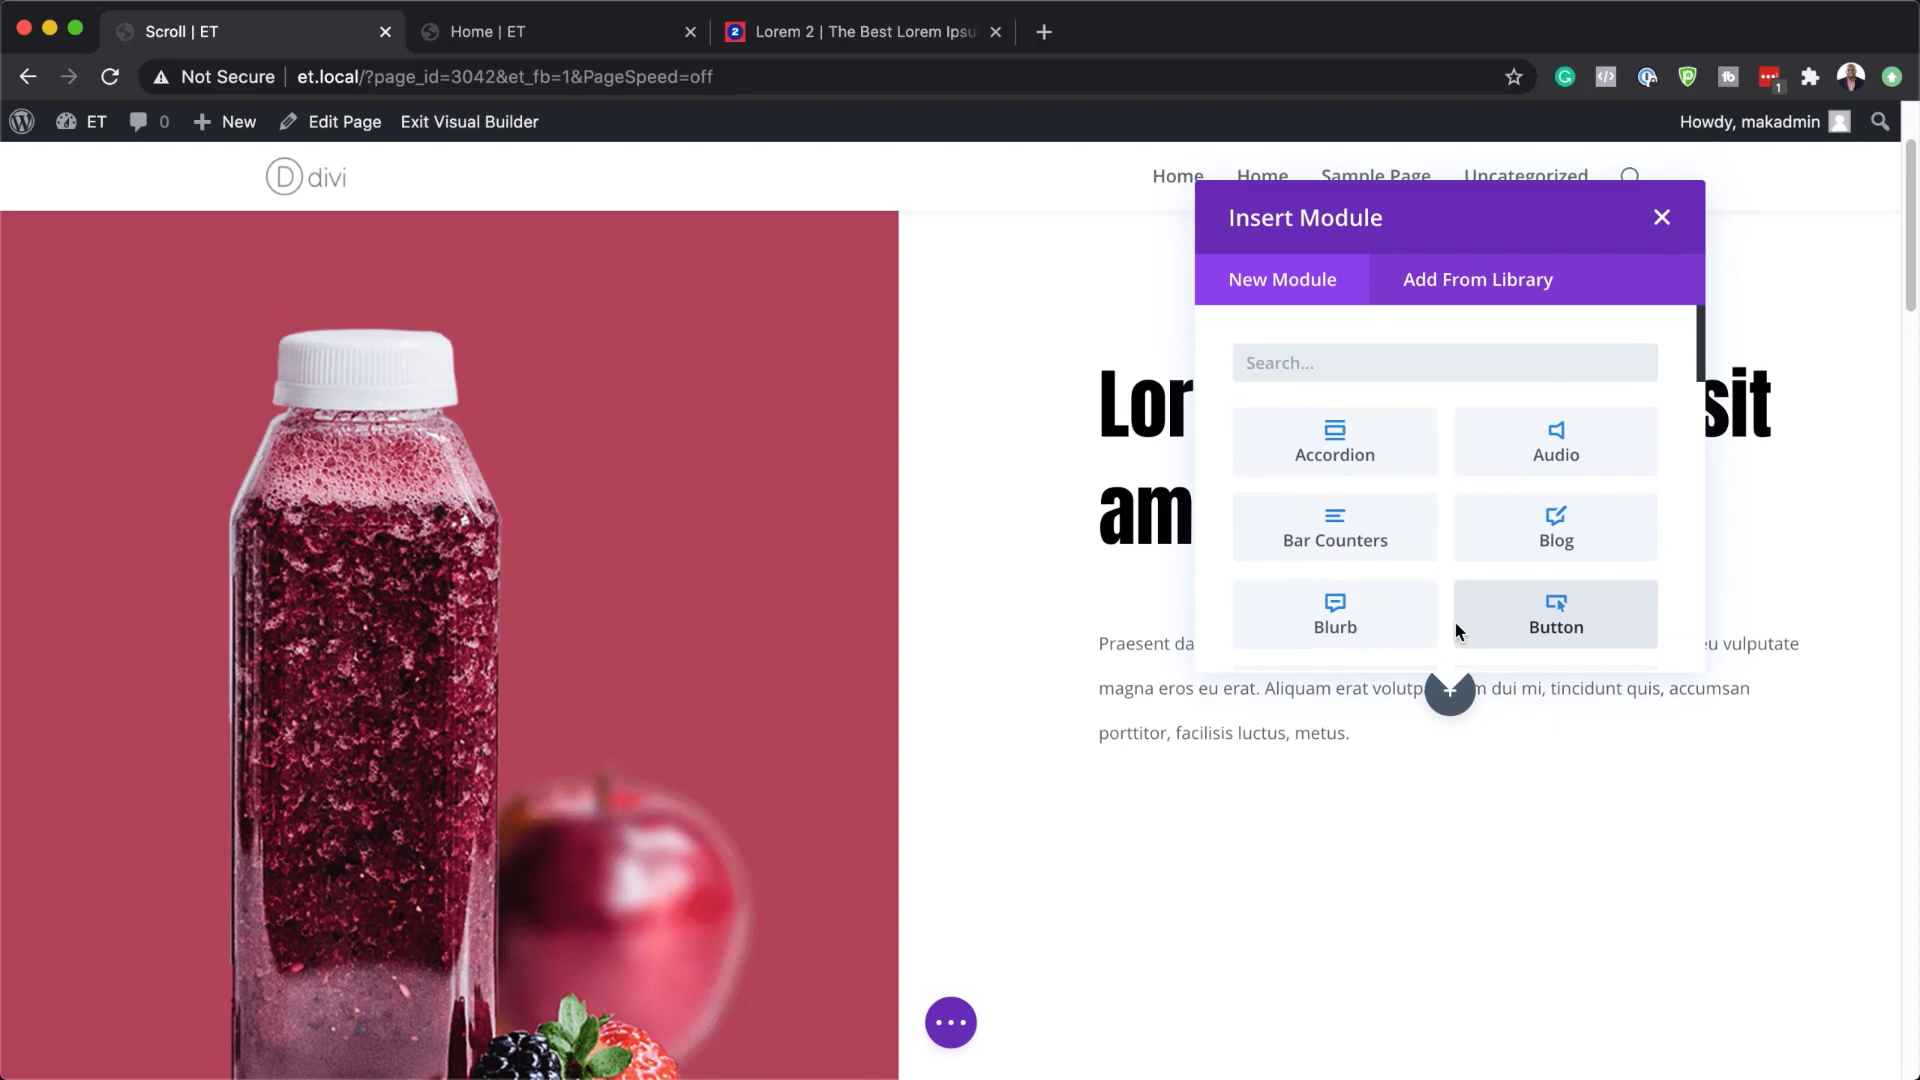 Scroll | ET
Home | ET
2 Lorem 2 | The Best Lorem Ipsu
Not Secure et.local/?page_id=3042&et_fb=1&PageSpeed=off
1
ET 0 New Edit Page Exit Visual Builder
Howdy, makadmin
D divi
Home Home Sample Page Uncategorized
Insert Module
New Module Add From Library
Search...
Accordion Audio
Bar Counters Blog
Blurb Button
Lor sit
am
Praesent da eu vulputate
magna eros eu erat. Aliquam erat volutp m dui mi, tincidunt quis, accumsan
porttitor, facilisis luctus, metus.